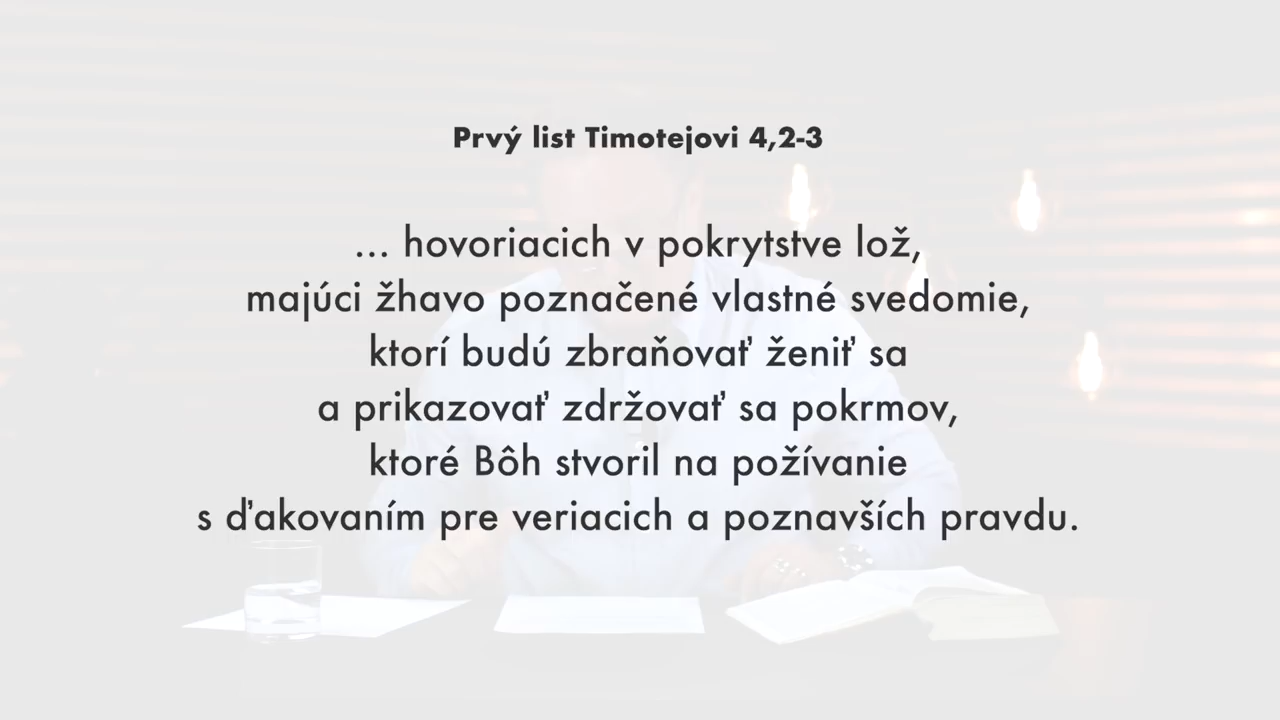 Prvý list Timotejovi 4,2-3
... hovoriacich v pokrytstve lož,
majúci žhavo poznačené vlastné svedomie,
ktorí budú zbraňovať ženiť sa
a prikazovať zdržovať sa pokrmov,
ktoré Bôh stvoril na požívanie
s ďakovaním pre veriacich a poznavších pravdu.